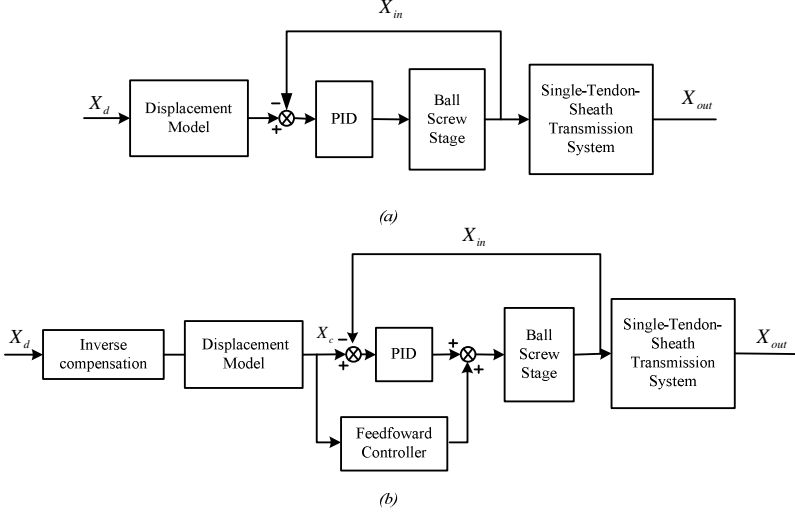 X_in
X_d
Displacement
Model
−
+
PID
Ball
Screw
Stage
Single-Tendon-
Sheath
Transmission
System
X_out
(a)
X_in
X_d
Inverse
compensation
Displacement
Model
X_c
−
+
PID
+
+
Ball
Screw
Stage
Single-Tendon-
Sheath
Transmission
System
X_out
Feedfoward
Controller
(b)